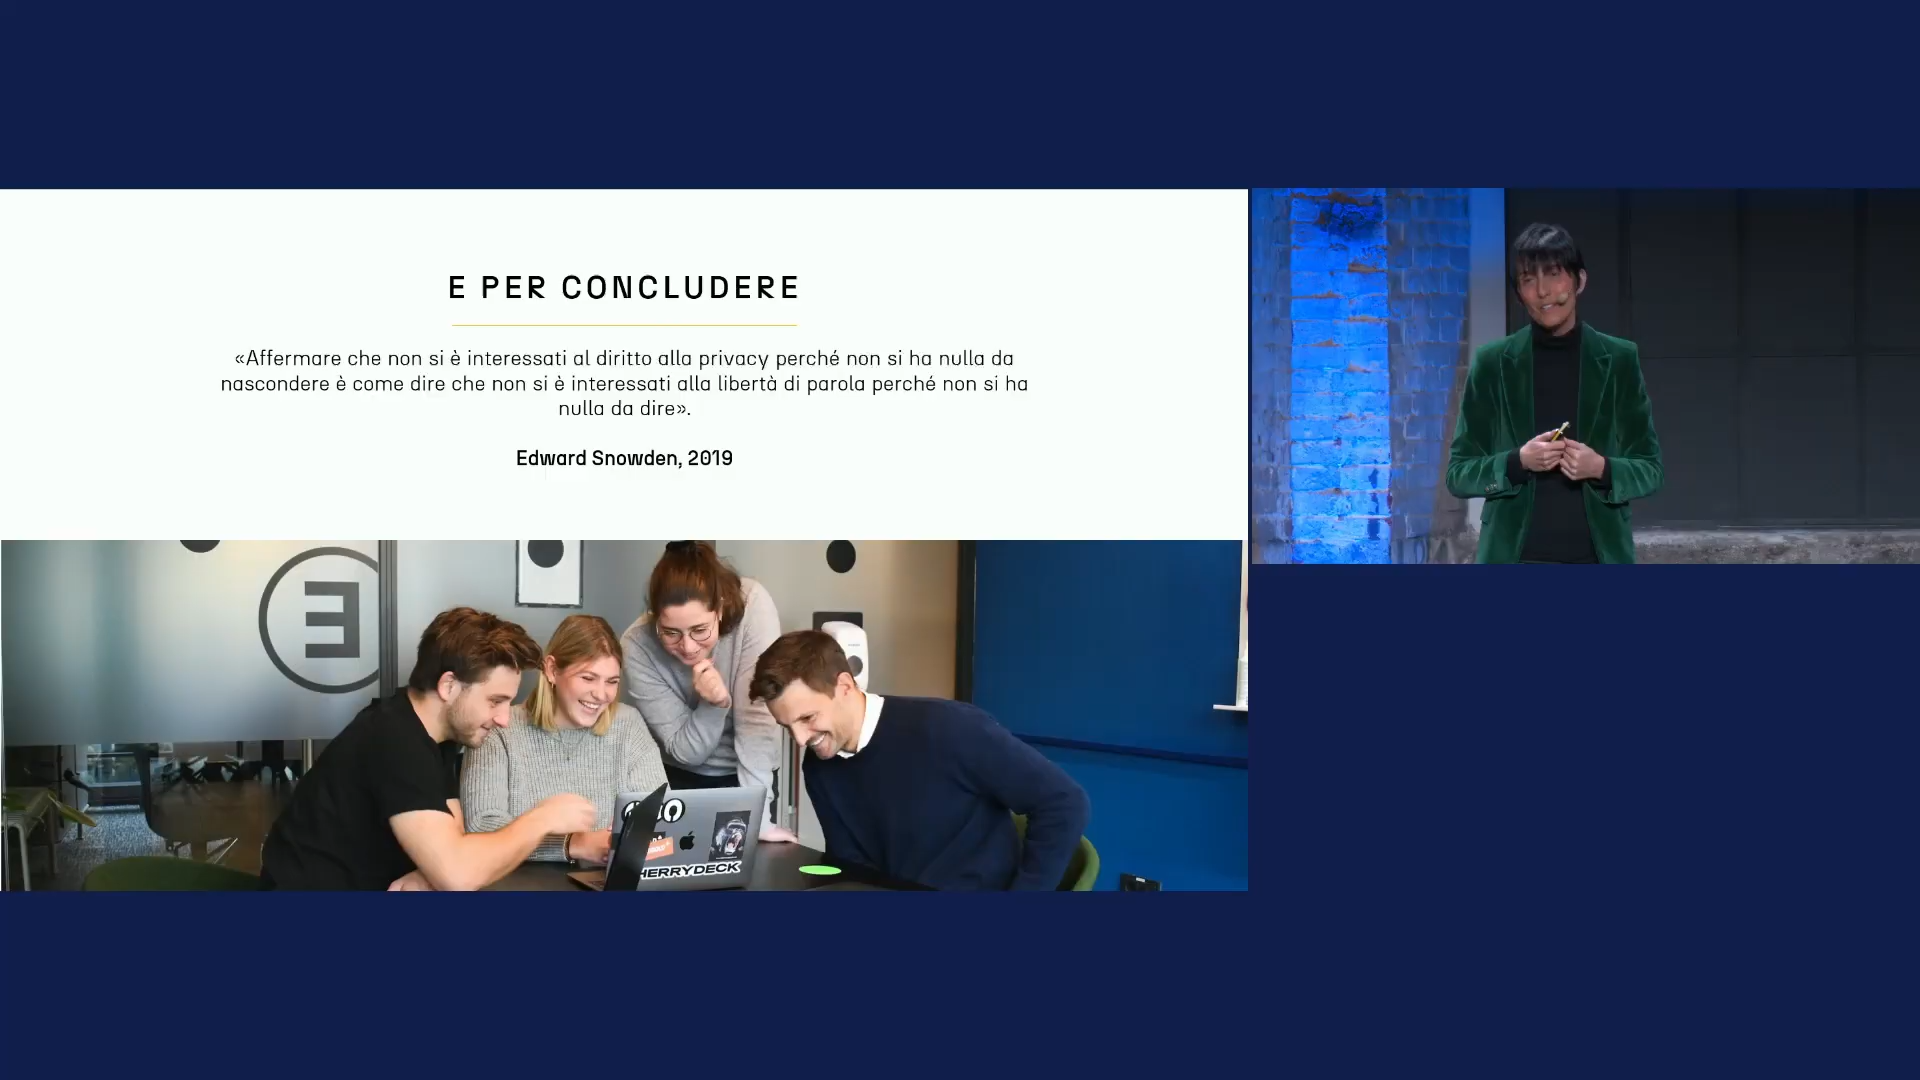 E PER CONCLUDERE
«Affermare che non si è interessati al diritto alla privacy perché non si ha nulla da
nascondere è come dire che non si è interessati alla libertà di parola perché non si ha
nulla da dire».
Edward Snowden, 2019
E
HERRYDECK